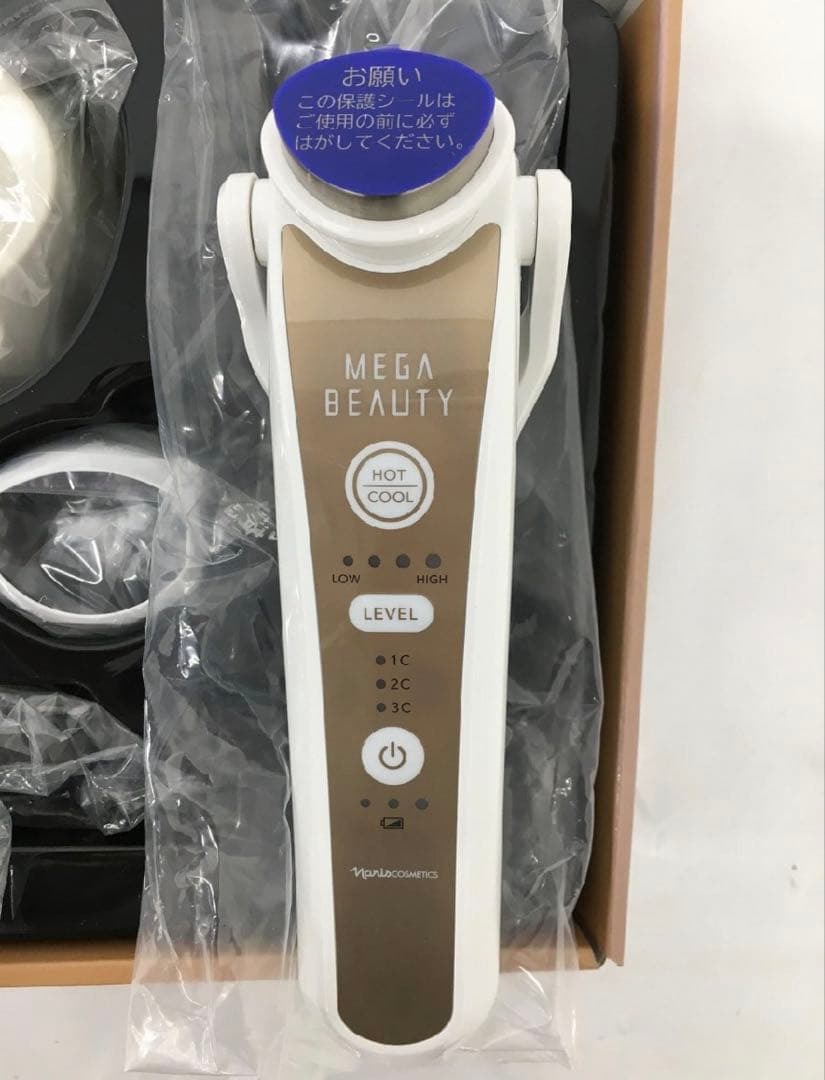 お願い
この保護シールは
ご使用の前に必ず
はがしてください。
MEGA
BEAUTY
HOT
COOL
LOW HIGH
LEVEL
1C
2C
3C
Naris COSMETICS